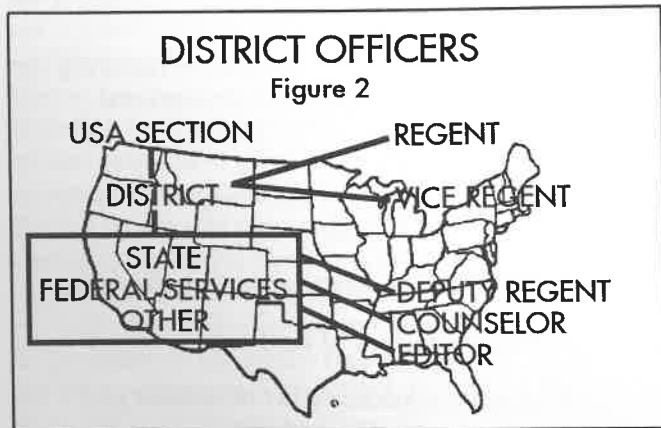 DISTRICT OFFICERS
Figure 2
USA SECTION
REGENT
DISTRICT
VICE REGENT
STATE
FEDERAL SERVICES
OTHER
DEPUTY REGENT
COUNSELOR
EDITOR